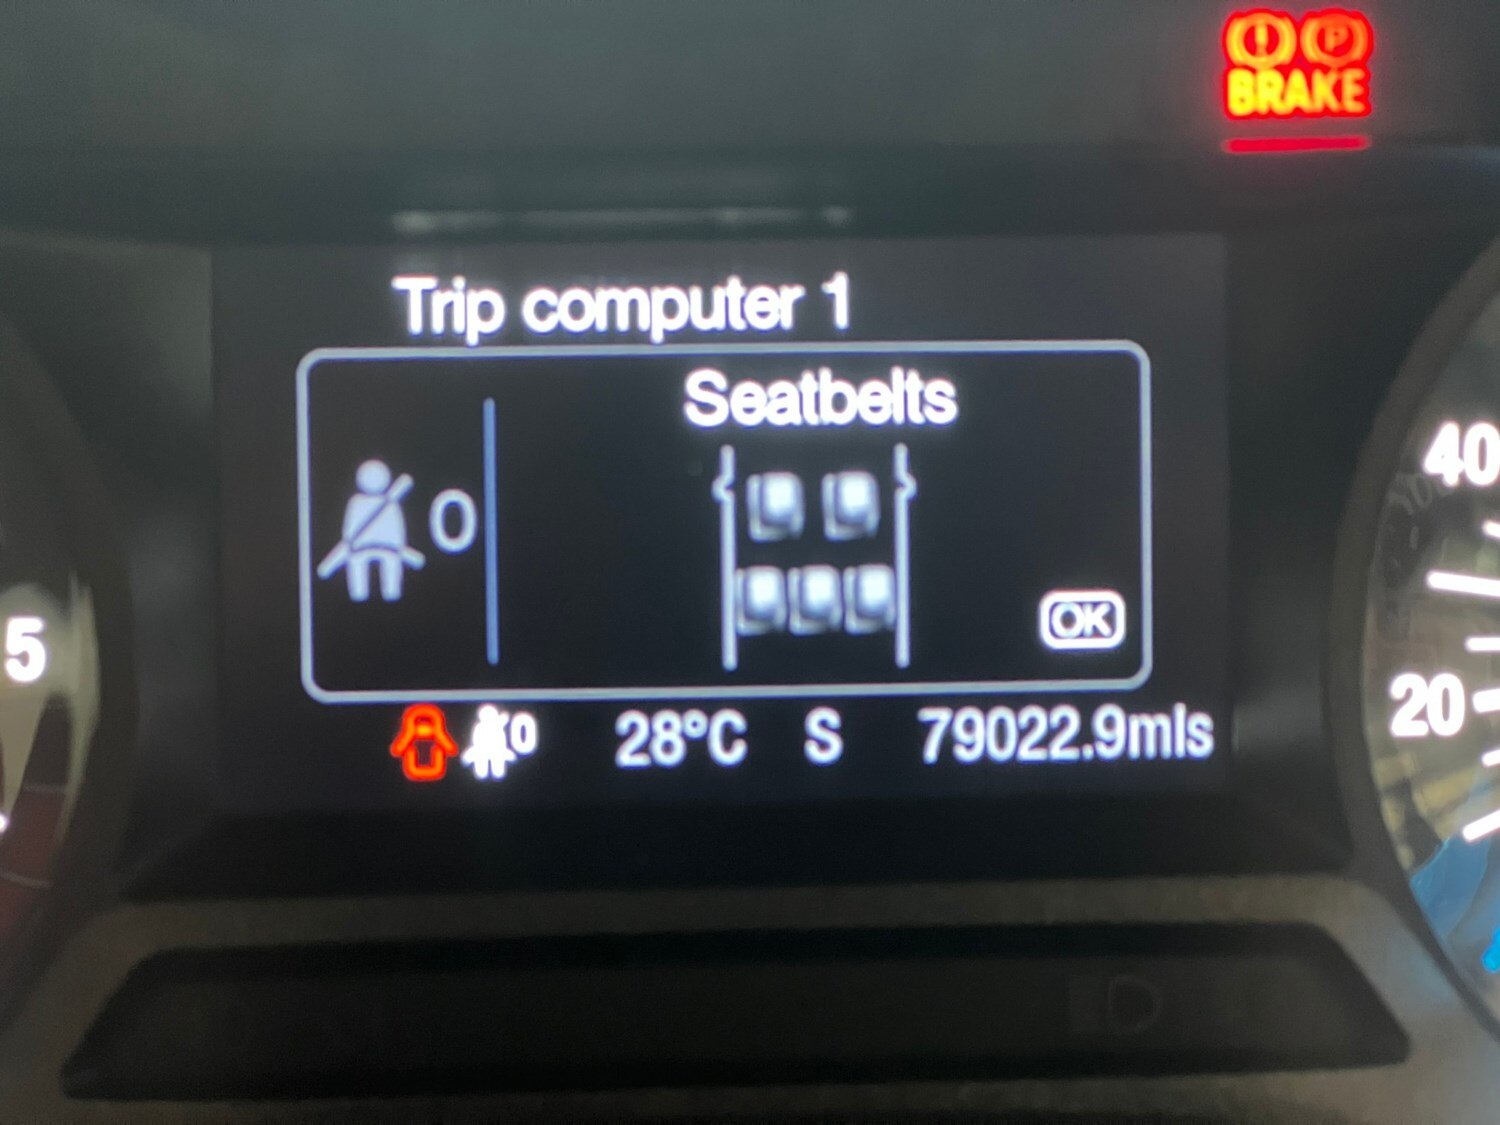 P
BRAKE
Trip computer 1
Seatbelts
0
OK
0 28°C S 79022.9mls
5
40
20